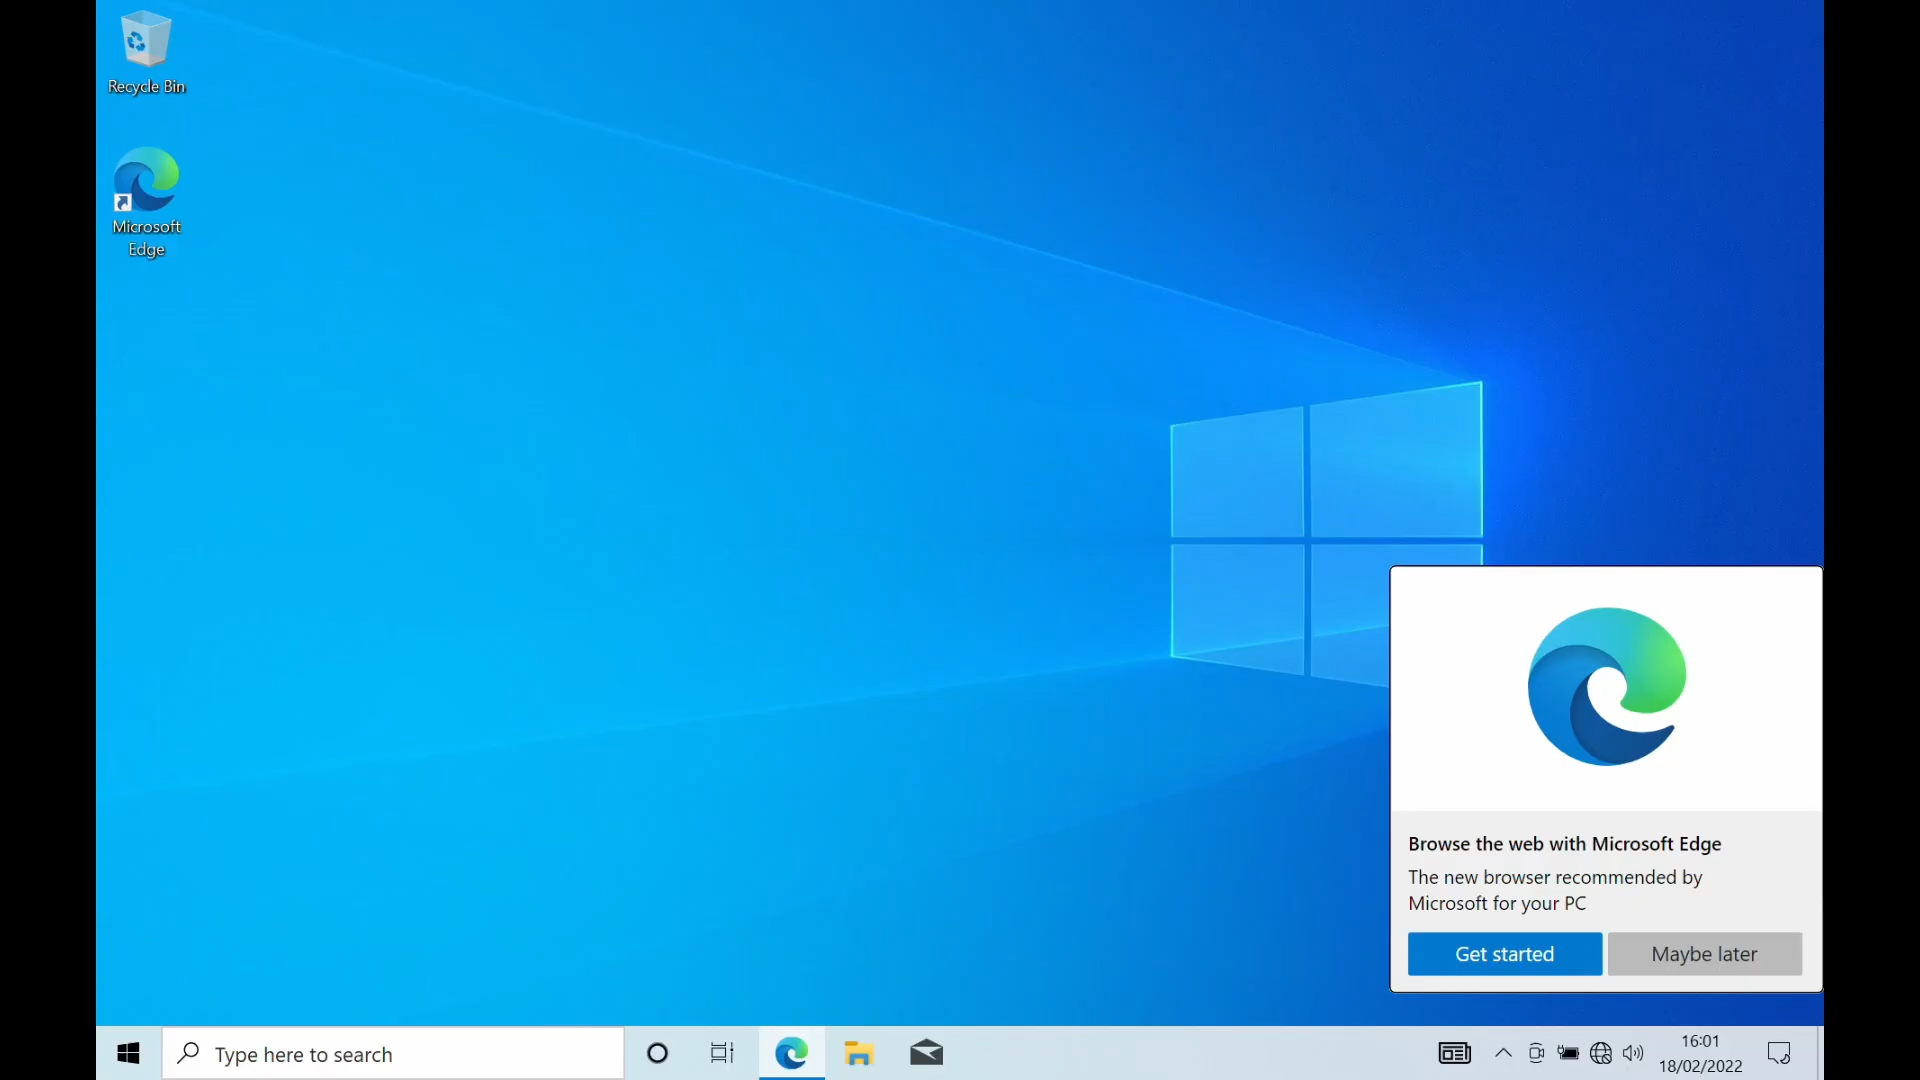 Recycle Bin
Microsoft
Edge
Browse the web with Microsoft Edge
The new browser recommended by
Microsoft for your PC
Get started
Maybe later
Type here to search
16:01
18/02/2022